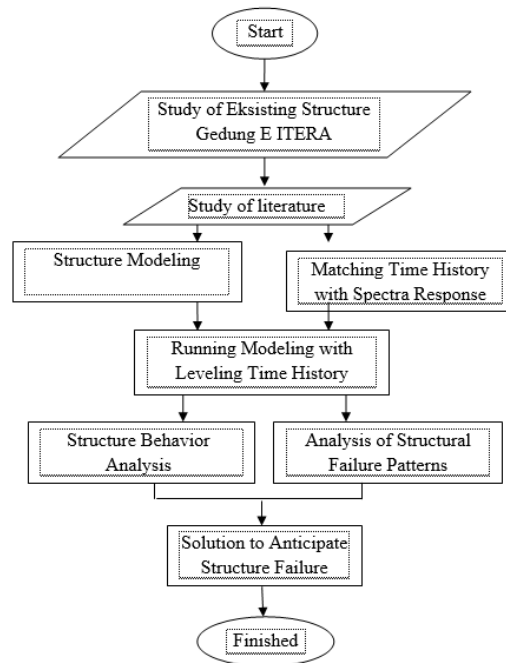 Start
Study of Eksisting Structure
Gedung E ITERA
Study of literature
Structure Modeling
Matching Time History
with Spectra Response
Running Modeling with
Leveling Time History
Structure Behavior
Analysis
Analysis of Structural
Failure Patterns
Solution to Anticipate
Structure Failure
Finished